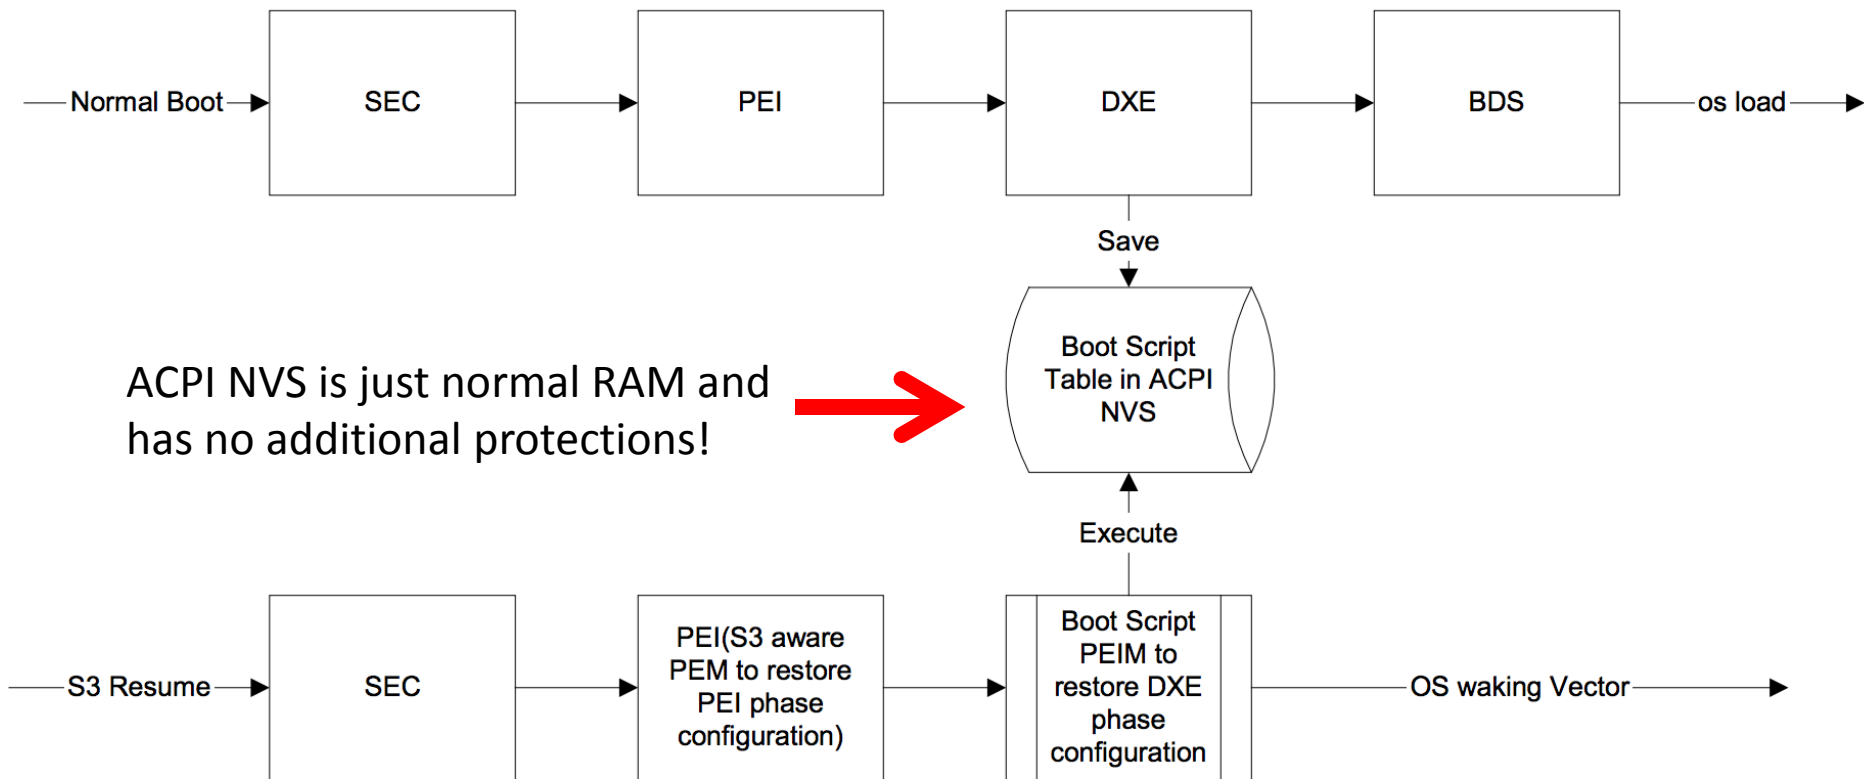 Normal Boot
SEC
PEI
DXE
BDS
os load
Save
Boot Script
Table in ACPI
NVS
ACPI NVS is just normal RAM and
has no additional protections!
Execute
S3 Resume
SEC
PEI(S3 aware
PEM to restore
PEI phase
configuration)
Boot Script
PEIM to
restore DXE
phase
configuration
OS waking Vector